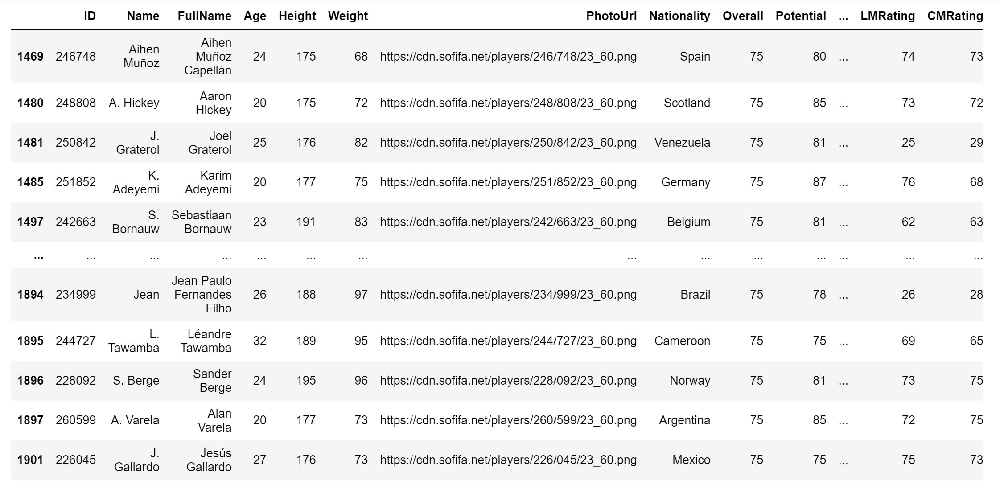 ID Name FullName Age Height Weight PhotoUrl Nationality Overall Potential ... LMRating CMRating
1469 246748 Aihen Muñoz Aihen Muñoz Capellán 24 175 68 https://cdn.sofifa.net/players/246/748/23_60.png Spain 75 80 ... 74 73
1480 248808 A. Hickey Aaron Hickey 20 175 72 https://cdn.sofifa.net/players/248/808/23_60.png Scotland 75 85 ... 73 72
1481 250842 J. Graterol Joel Graterol 25 176 82 https://cdn.sofifa.net/players/250/842/23_60.png Venezuela 75 81 ... 25 29
1485 251852 K. Adeyemi Karim Adeyemi 20 177 75 https://cdn.sofifa.net/players/251/852/23_60.png Germany 75 87 ... 76 68
1497 242663 S. Bornauw Sebastiaan Bornauw 23 191 83 https://cdn.sofifa.net/players/242/663/23_60.png Belgium 75 81 ... 62 63
... ... ... ... ... ... ... ... ... ... ... ... ... ...
1894 234999 Jean Jean Paulo Fernandes Filho 26 188 97 https://cdn.sofifa.net/players/234/999/23_60.png Brazil 75 78 ... 26 28
1895 244727 L. Tawamba Léandre Tawamba 32 189 95 https://cdn.sofifa.net/players/244/727/23_60.png Cameroon 75 75 ... 69 65
1896 228092 S. Berge Sander Berge 24 195 96 https://cdn.sofifa.net/players/228/092/23_60.png Norway 75 81 ... 73 75
1897 260599 A. Varela Alan Varela 20 177 73 https://cdn.sofifa.net/players/260/599/23_60.png Argentina 75 85 ... 72 75
1901 226045 J. Gallardo Jesús Gallardo 27 176 73 https://cdn.sofifa.net/players/226/045/23_60.png Mexico 75 75 ... 75 73